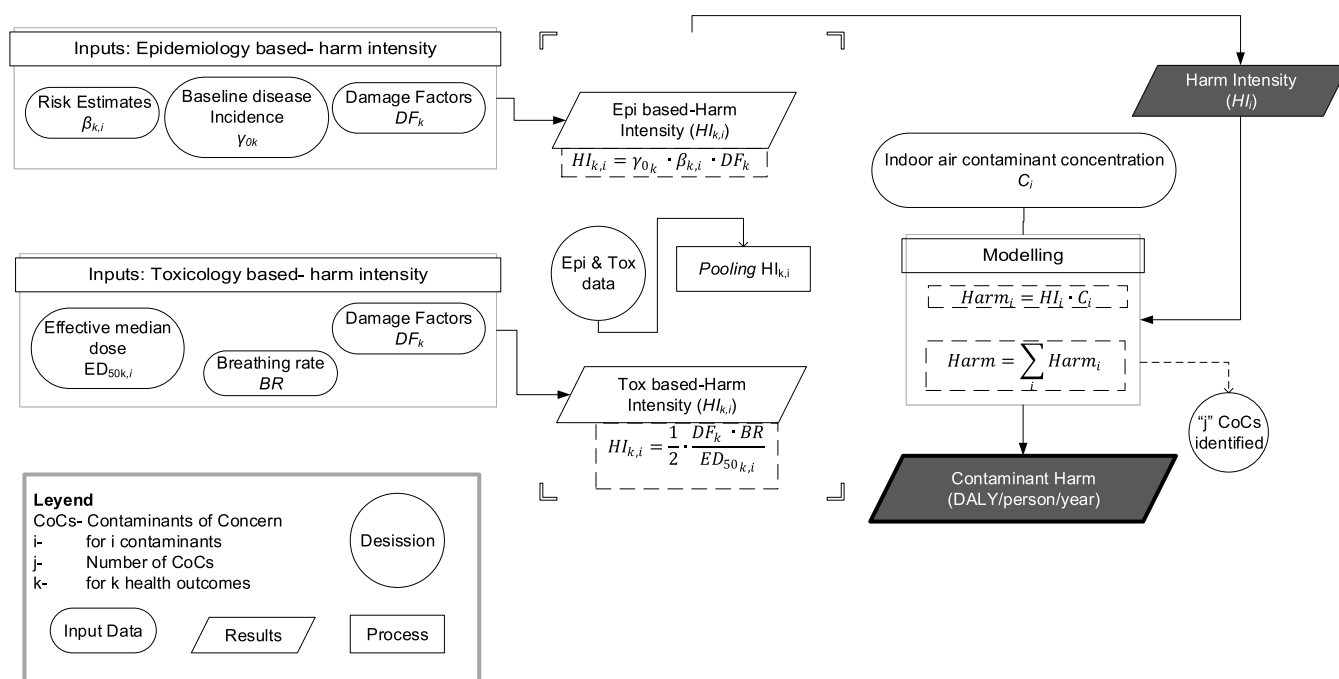 Inputs: Epidemiology based- harm intensity
Risk Estimates
βk,i
Baseline disease
Incidence
γ0k
Damage Factors
DFk
Epi based-Harm
Intensity (HIk,i)
HIk,i = γ0k · βk,i · DFk
Harm Intensity
(HIi)
Indoor air contaminant concentration
Ci
Inputs: Toxicology based- harm intensity
Effective median
dose
ED50k,i
Breathing rate
BR
Damage Factors
DFk
Epi & Tox
data
Pooling HIk,i
Tox based-Harm
Intensity (HIk,i)
HIk,i = 1/2 · DFk · BR / ED50k,i
Modelling
Harmi = HIi · Ci
Harm = ∑i Harmi
“j” CoCs
identified
Contaminant Harm
(DALY/person/year)
Leyend
CoCs- Contaminants of Concern
i- for i contaminants
j- Number of CoCs
k- for k health outcomes
Desission
Input Data
Results
Process